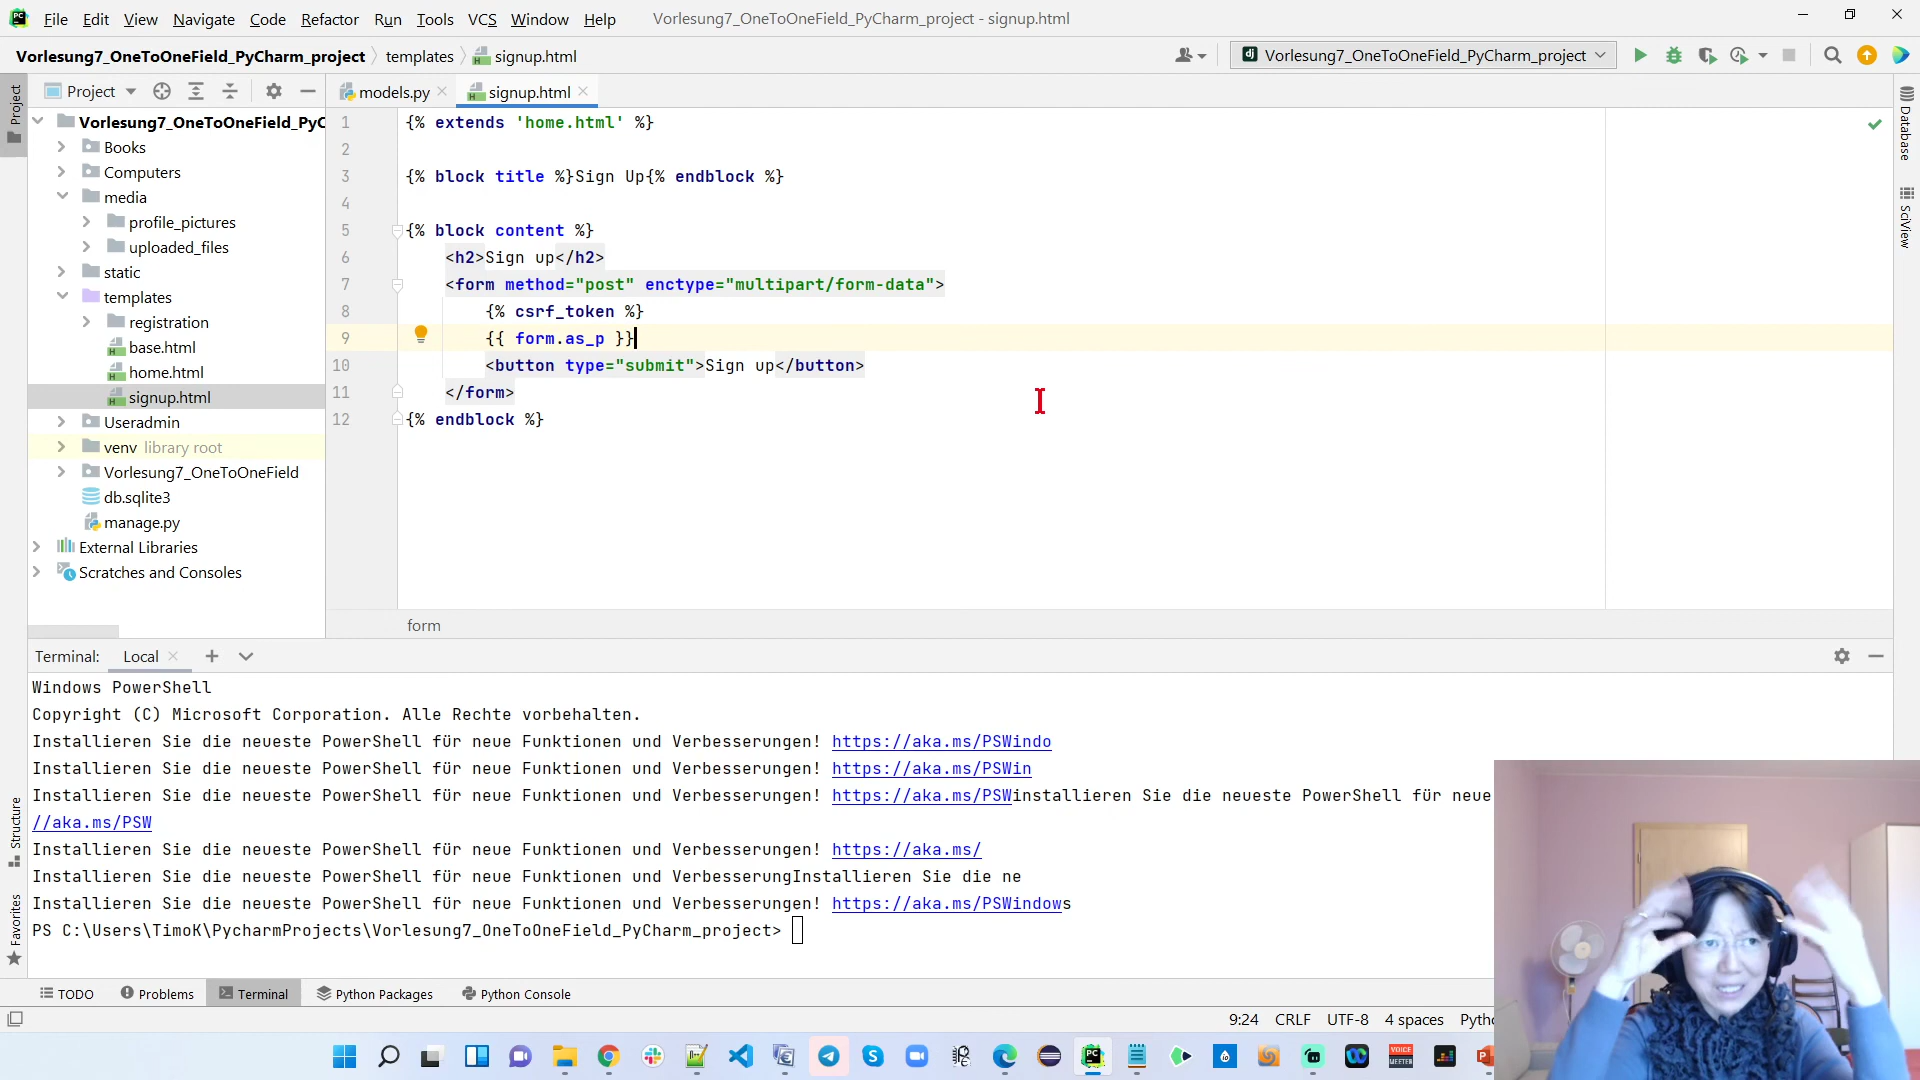 File Edit View Navigate Code Refactor Run Tools VCS Window Help Vorlesung7_OneToOneField_PyCharm_project - signup.html
Vorlesung7_OneToOneField_PyCharm_project templates signup.html Vorlesung7_OneToOneField_PyCharm_project
Project
Project
models.py signup.html
Vorlesung7_OneToOneField_PyC
Books
Computers
media
profile_pictures
uploaded_files
static
templates
registration
base.html
home.html
signup.html
Useradmin
venv library root
Vorlesung7_OneToOneField
db.sqlite3
manage.py
External Libraries
Scratches and Consoles
1 {% extends 'home.html' %}
2
3 {% block title %}Sign Up{% endblock %}
4
5 {% block content %}
6 <h2>Sign up</h2>
7 <form method="post" enctype="multipart/form-data">
8 {% csrf_token %}
9 {{ form.as_p }}
10 <button type="submit">Sign up</button>
11 </form>
12 {% endblock %}
form
Database
SciView
Terminal: Local
Windows PowerShell
Copyright (C) Microsoft Corporation. Alle Rechte vorbehalten.
Installieren Sie die neueste PowerShell für neue Funktionen und Verbesserungen! https://aka.ms/PSWindo
Installieren Sie die neueste PowerShell für neue Funktionen und Verbesserungen! https://aka.ms/PSWin
Installieren Sie die neueste PowerShell für neue Funktionen und Verbesserungen! https://aka.ms/PSWinstallieren Sie die neueste PowerShell für neue
//aka.ms/PSW
Installieren Sie die neueste PowerShell für neue Funktionen und Verbesserungen! https://aka.ms/
Installieren Sie die neueste PowerShell für neue Funktionen und VerbesserungInstallieren Sie die ne
Installieren Sie die neueste PowerShell für neue Funktionen und Verbesserungen! https://aka.ms/PSWindows
PS C:\Users\TimoK\PycharmProjects\Vorlesung7_OneToOneField_PyCharm_project>
Structure
Favorites
TODO Problems Terminal Python Packages Python Console
9:24 CRLF UTF-8 4 spaces Pytho